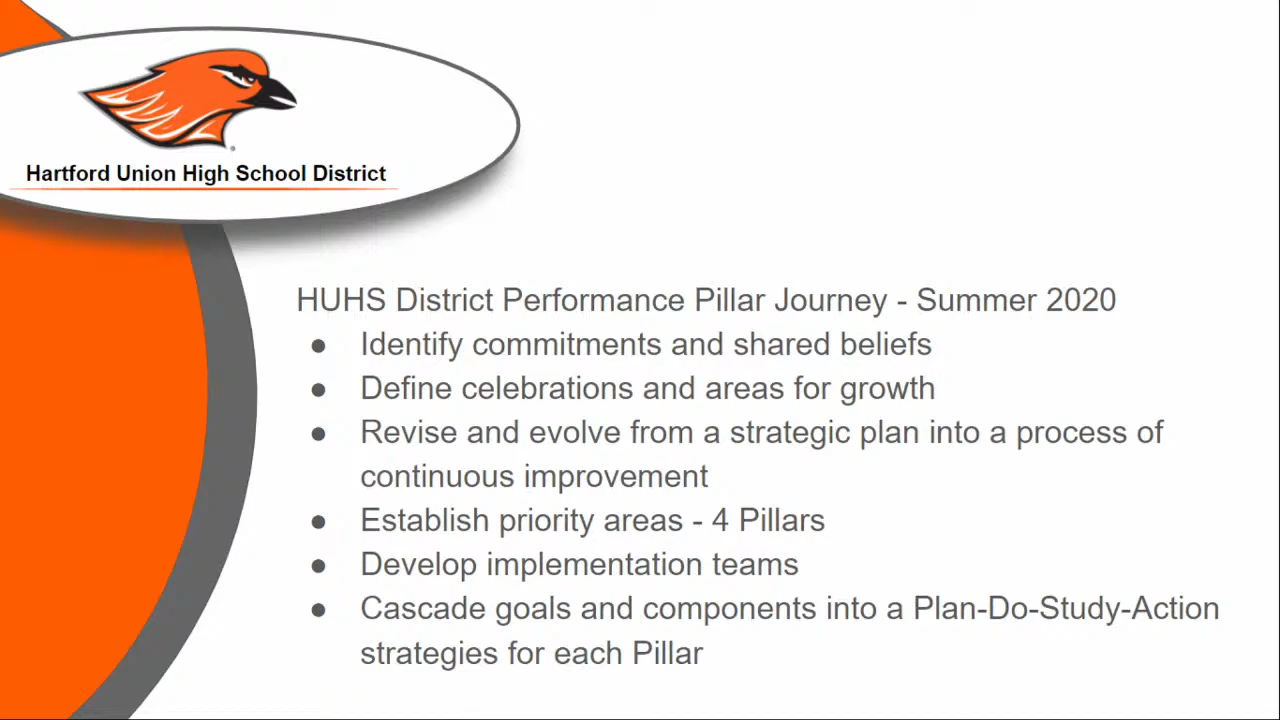 Hartford Union High School District
HUHS District Performance Pillar Journey - Summer 2020
● Identify commitments and shared beliefs
● Define celebrations and areas for growth
● Revise and evolve from a strategic plan into a process of
continuous improvement
● Establish priority areas - 4 Pillars
● Develop implementation teams
● Cascade goals and components into a Plan-Do-Study-Action
strategies for each Pillar